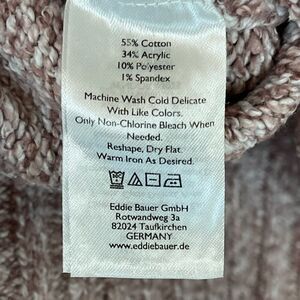 55% Cotton
34% Acrylic
10% Polyester
1% Spandex
Machine Wash Cold Delicate
With Like Colors.
Only Non-Chlorine Bleach When
Needed.
Reshape, Dry Flat.
Warm Iron As Desired.
Eddie Bauer GmbH
Rotwandweg 3a
82024 Taufkirchen
GERMANY
www.eddiebauer.de